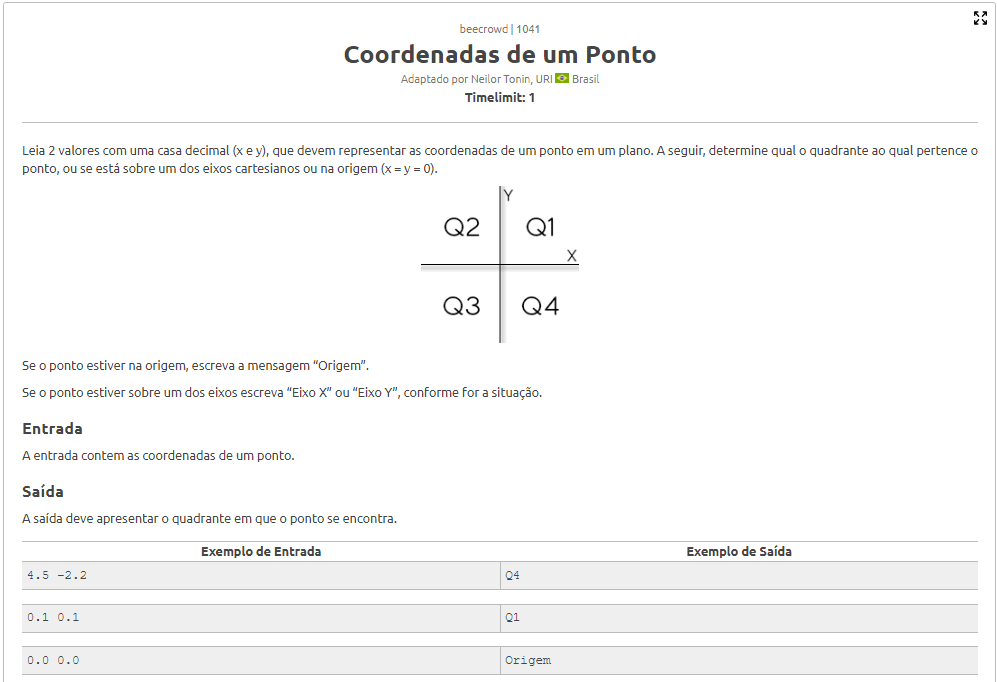 beecrowd | 1041
Coordenadas de um Ponto
Adaptado por Neilor Tonin, URI Brasil
Timelimit: 1
Leia 2 valores com uma casa decimal (x e y), que devem representar as coordenadas de um ponto em um plano. A seguir, determine qual o quadrante ao qual pertence o
ponto, ou se está sobre um dos eixos cartesianos ou na origem (x = y = 0).
Y
Q2 Q1
X
Q3 Q4
Se o ponto estiver na origem, escreva a mensagem “Origem”.
Se o ponto estiver sobre um dos eixos escreva “Eixo X” ou “Eixo Y”, conforme for a situação.
Entrada
A entrada contem as coordenadas de um ponto.
Saída
A saída deve apresentar o quadrante em que o ponto se encontra.
Exemplo de Entrada Exemplo de Saída
4.5 -2.2 Q4
0.1 0.1 Q1
0.0 0.0 Origem